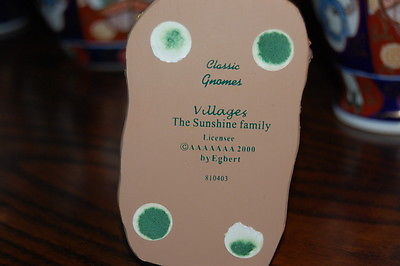 Classic
Gnomes
Villages
The Sunshine family
Licensee
©AAAAAAA 2000
by Egbert
810403